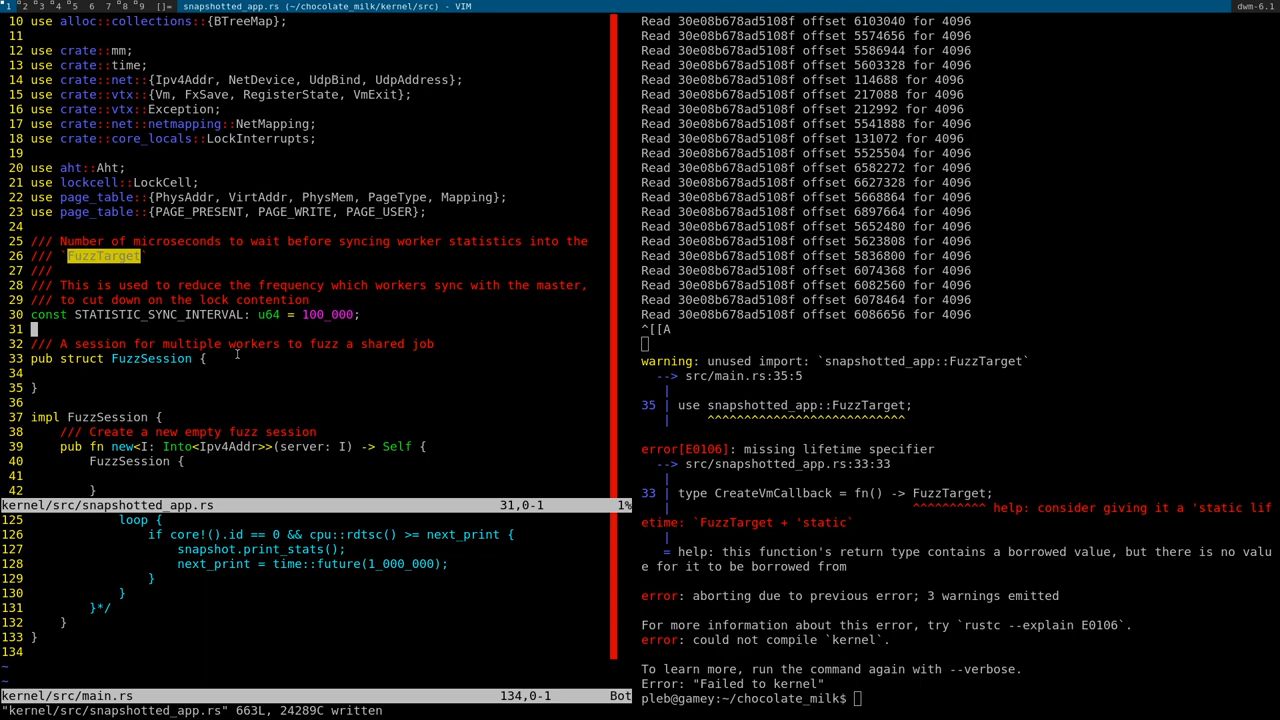 1 2 3 4 5 6 7 8 9 []= snapshotted_app.rs (~/chocolate_milk/kernel/src) - VIM dwm-6.1
10 use alloc::collections::{BTreeMap};
11
12 use crate::mm;
13 use crate::time;
14 use crate::net::{Ipv4Addr, NetDevice, UdpBind, UdpAddress};
15 use crate::vtx::{Vm, FxSave, RegisterState, VmExit};
16 use crate::vtx::Exception;
17 use crate::net::netmapping::NetMapping;
18 use crate::core_locals::LockInterrupts;
19
20 use aht::Aht;
21 use lockcell::LockCell;
22 use page_table::{PhysAddr, VirtAddr, PhysMem, PageType, Mapping};
23 use page_table::{PAGE_PRESENT, PAGE_WRITE, PAGE_USER};
24
25 /// Number of microseconds to wait before syncing worker statistics into the
26 /// `FuzzTarget`
27 ///
28 /// This is used to reduce the frequency which workers sync with the master,
29 /// to cut down on the lock contention
30 const STATISTIC_SYNC_INTERVAL: u64 = 100_000;
31
32 /// A session for multiple workers to fuzz a shared job
33 pub struct FuzzSession {
34
35 }
36
37 impl FuzzSession {
38     /// Create a new empty fuzz session
39     pub fn new<I: Into<Ipv4Addr>>(server: I) -> Self {
40         FuzzSession {
41
42         }
kernel/src/snapshotted_app.rs 31,0-1 1%
125             loop {
126                 if core!().id == 0 && cpu::rdtsc() >= next_print {
127                     snapshot.print_stats();
128                     next_print = time::future(1_000_000);
129                 }
130             }
131         }*/
132     }
133 }
134
~
~
kernel/src/main.rs 134,0-1 Bot
"kernel/src/snapshotted_app.rs" 663L, 24289C written
Read 30e08b678ad5108f offset 6103040 for 4096
Read 30e08b678ad5108f offset 5574656 for 4096
Read 30e08b678ad5108f offset 5586944 for 4096
Read 30e08b678ad5108f offset 5603328 for 4096
Read 30e08b678ad5108f offset 114688 for 4096
Read 30e08b678ad5108f offset 217088 for 4096
Read 30e08b678ad5108f offset 212992 for 4096
Read 30e08b678ad5108f offset 5541888 for 4096
Read 30e08b678ad5108f offset 131072 for 4096
Read 30e08b678ad5108f offset 5525504 for 4096
Read 30e08b678ad5108f offset 6582272 for 4096
Read 30e08b678ad5108f offset 6627328 for 4096
Read 30e08b678ad5108f offset 5668864 for 4096
Read 30e08b678ad5108f offset 6897664 for 4096
Read 30e08b678ad5108f offset 5652480 for 4096
Read 30e08b678ad5108f offset 5623808 for 4096
Read 30e08b678ad5108f offset 5836800 for 4096
Read 30e08b678ad5108f offset 6074368 for 4096
Read 30e08b678ad5108f offset 6082560 for 4096
Read 30e08b678ad5108f offset 6078464 for 4096
Read 30e08b678ad5108f offset 6086656 for 4096
^[[A
warning: unused import: `snapshotted_app::FuzzTarget`
  --> src/main.rs:35:5
   |
35 | use snapshotted_app::FuzzTarget;
   |     ^^^^^^^^^^^^^^^^^^^^^^^^^^^
error[E0106]: missing lifetime specifier
  --> src/snapshotted_app.rs:33:33
   |
33 | type CreateVmCallback = fn() -> FuzzTarget;
   |                                 ^^^^^^^^^^ help: consider giving it a 'static lif
etime: `FuzzTarget + 'static`
   |
   = help: this function's return type contains a borrowed value, but there is no valu
e for it to be borrowed from
error: aborting due to previous error; 3 warnings emitted
For more information about this error, try `rustc --explain E0106`.
error: could not compile `kernel`.
To learn more, run the command again with --verbose.
Error: "Failed to kernel"
pleb@gamey:~/chocolate_milk$